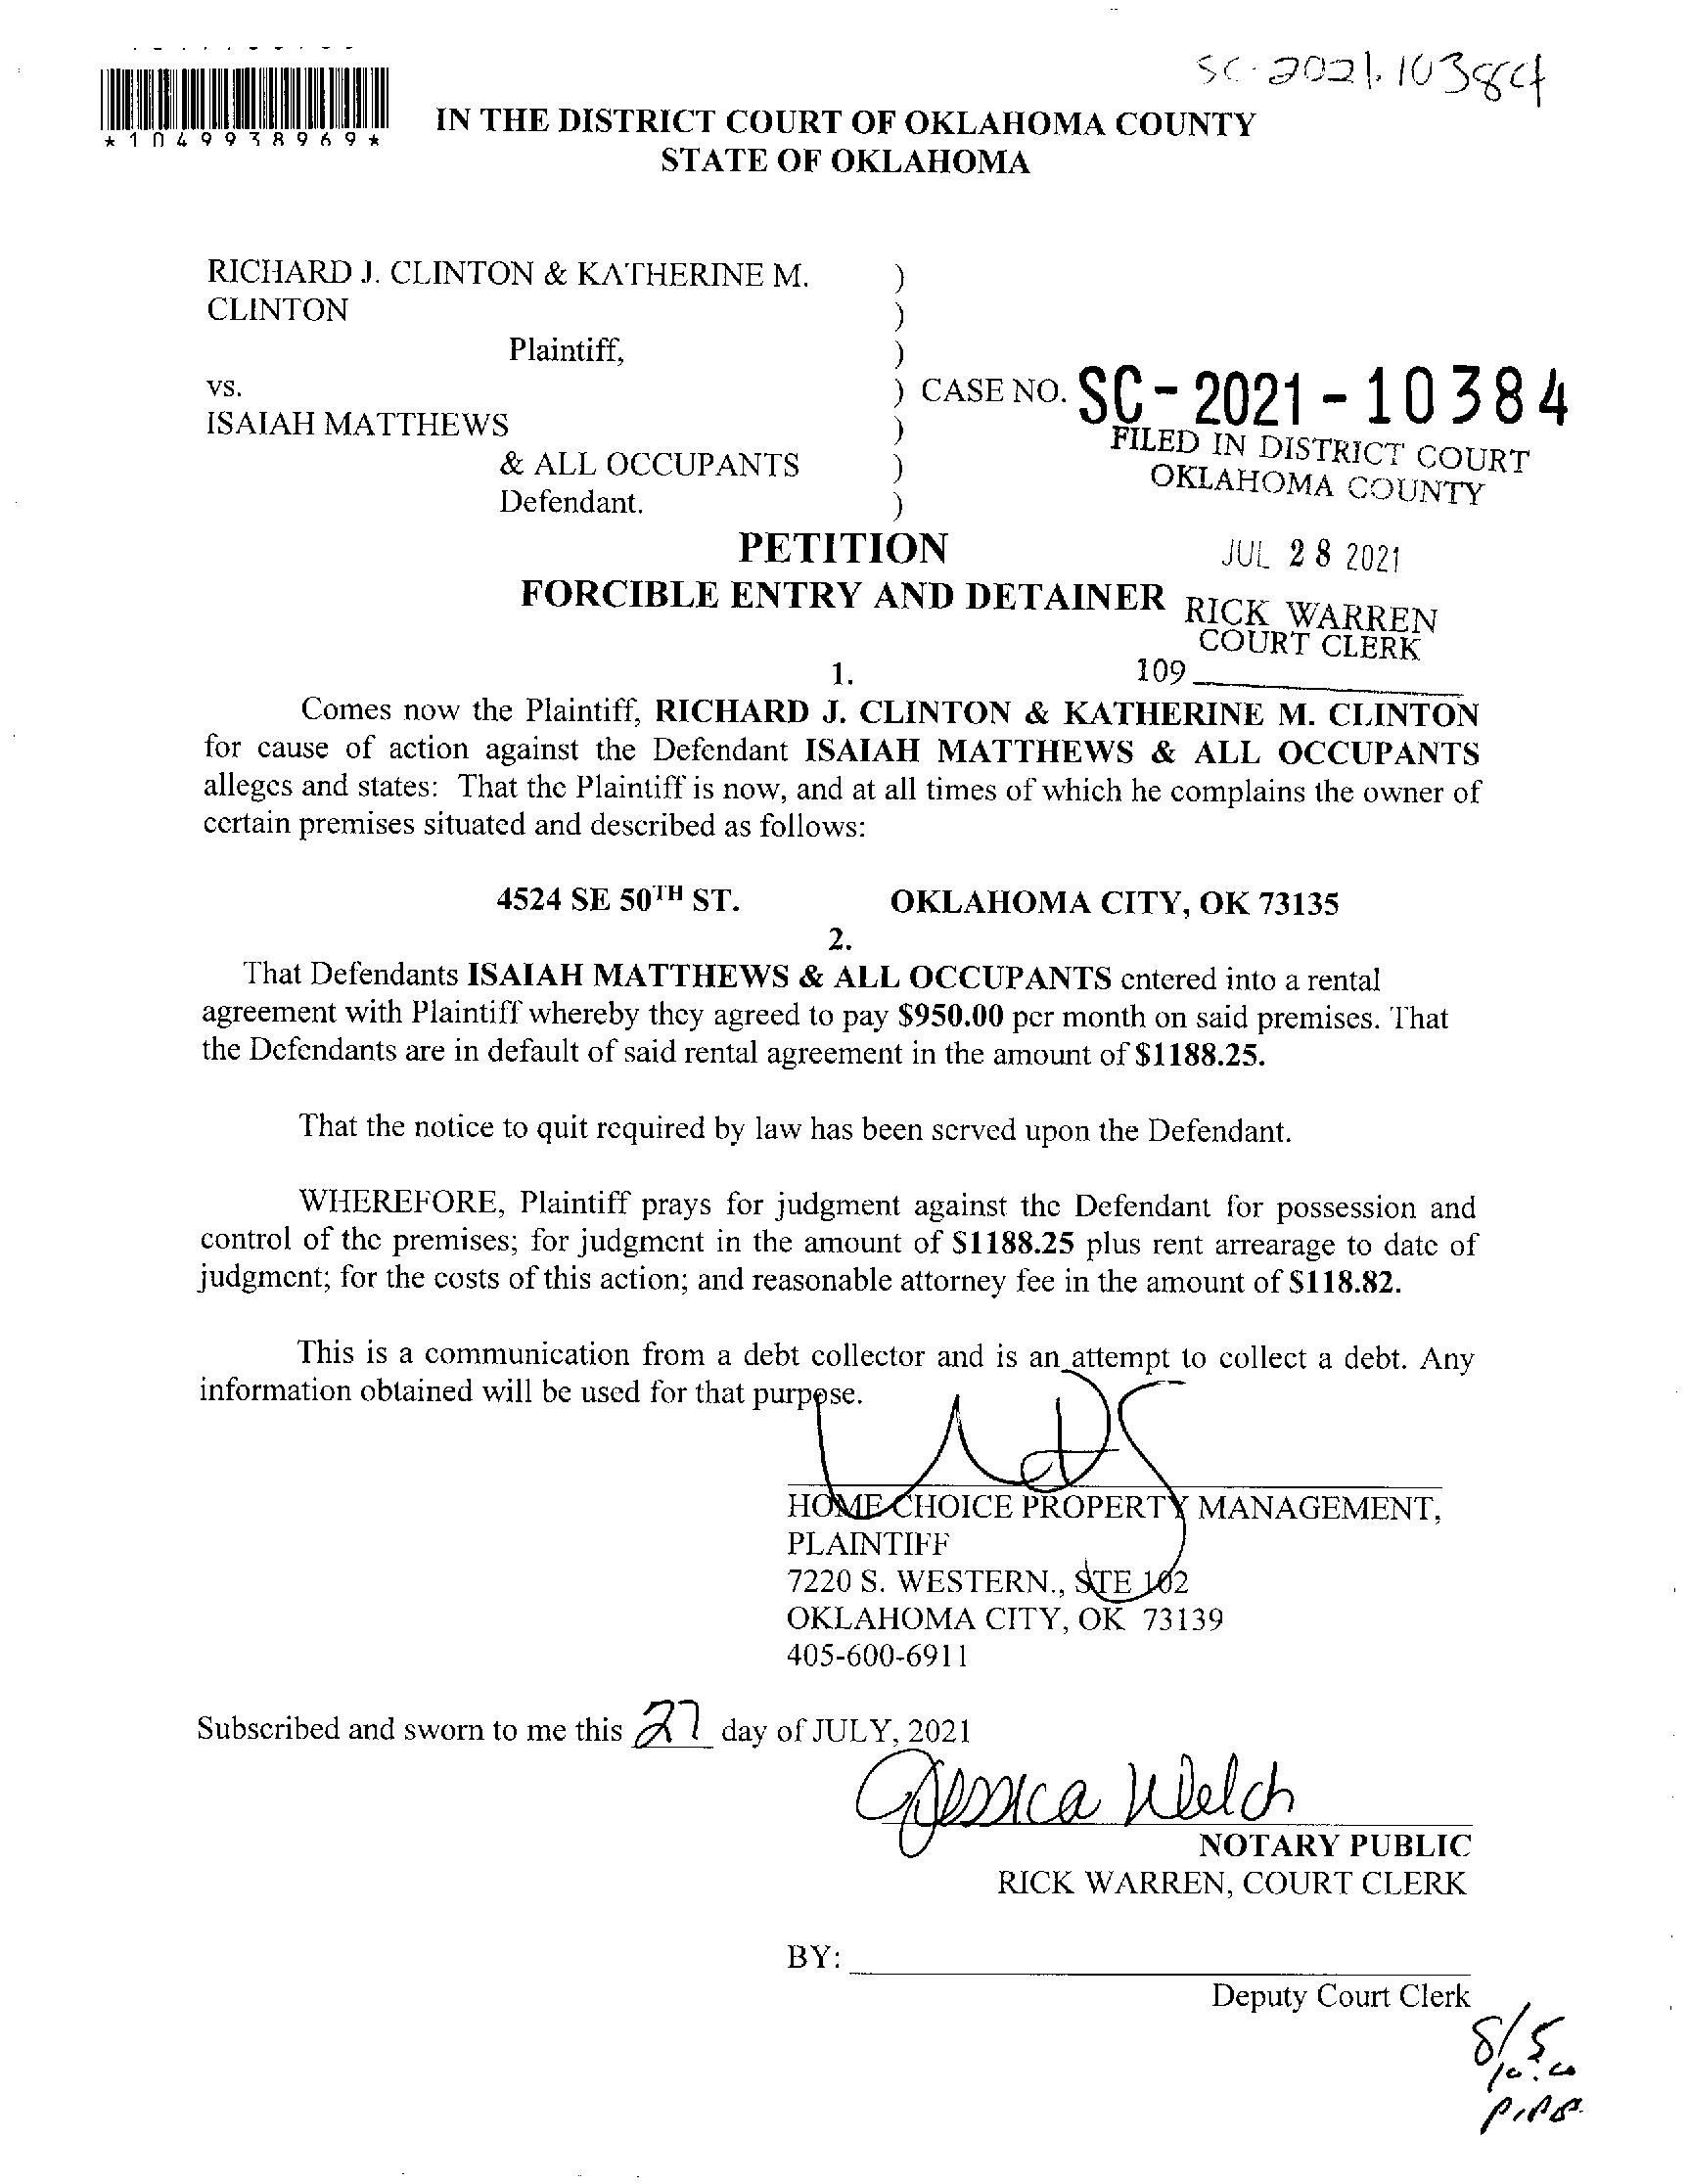 SC-2021-10384
*1049938969*
IN THE DISTRICT COURT OF OKLAHOMA COUNTY
STATE OF OKLAHOMA
RICHARD J. CLINTON & KATHERINE M. )
CLINTON )
Plaintiff, )
vs. ) CASE NO. SC-2021-10384
ISAIAH MATTHEWS )
& ALL OCCUPANTS )
Defendant. )
FILED IN DISTRICT COURT
OKLAHOMA COUNTY
JUL 28 2021
RICK WARREN
COURT CLERK
109
PETITION
FORCIBLE ENTRY AND DETAINER
1.
Comes now the Plaintiff, RICHARD J. CLINTON & KATHERINE M. CLINTON
for cause of action against the Defendant ISAIAH MATTHEWS & ALL OCCUPANTS
alleges and states: That the Plaintiff is now, and at all times of which he complains the owner of
certain premises situated and described as follows:
4524 SE 50TH ST. OKLAHOMA CITY, OK 73135
2.
That Defendants ISAIAH MATTHEWS & ALL OCCUPANTS entered into a rental
agreement with Plaintiff whereby they agreed to pay $950.00 per month on said premises. That
the Defendants are in default of said rental agreement in the amount of $1188.25.
That the notice to quit required by law has been served upon the Defendant.
WHEREFORE, Plaintiff prays for judgment against the Defendant for possession and
control of the premises; for judgment in the amount of $1188.25 plus rent arrearage to date of
judgment; for the costs of this action; and reasonable attorney fee in the amount of $118.82.
This is a communication from a debt collector and is an attempt to collect a debt. Any
information obtained will be used for that purpose.
HOME CHOICE PROPERTY MANAGEMENT,
PLAINTIFF
7220 S. WESTERN., STE 102
OKLAHOMA CITY, OK 73139
405-600-6911
Subscribed and sworn to me this 27 day of JULY, 2021
Jessica Welch
NOTARY PUBLIC
RICK WARREN, COURT CLERK
BY:
Deputy Court Clerk
8/5